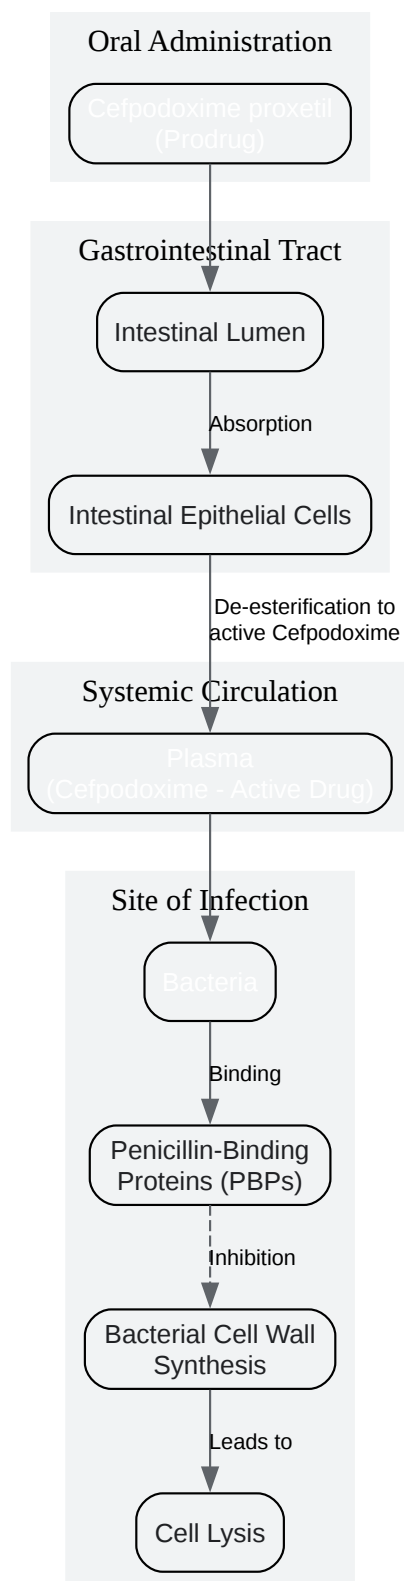 Oral Administration
Cefpodoxime proxetil
(Prodrug)
Gastrointestinal Tract
Intestinal Lumen
Absorption
Intestinal Epithelial Cells
De-esterification to
active Cefpodoxime
Systemic Circulation
Plasma
(Cefpodoxime - Active Drug)
Site of Infection
Bacteria
Binding
Penicillin-Binding
Proteins (PBPs)
Inhibition
Bacterial Cell Wall
Synthesis
Leads to
Cell Lysis